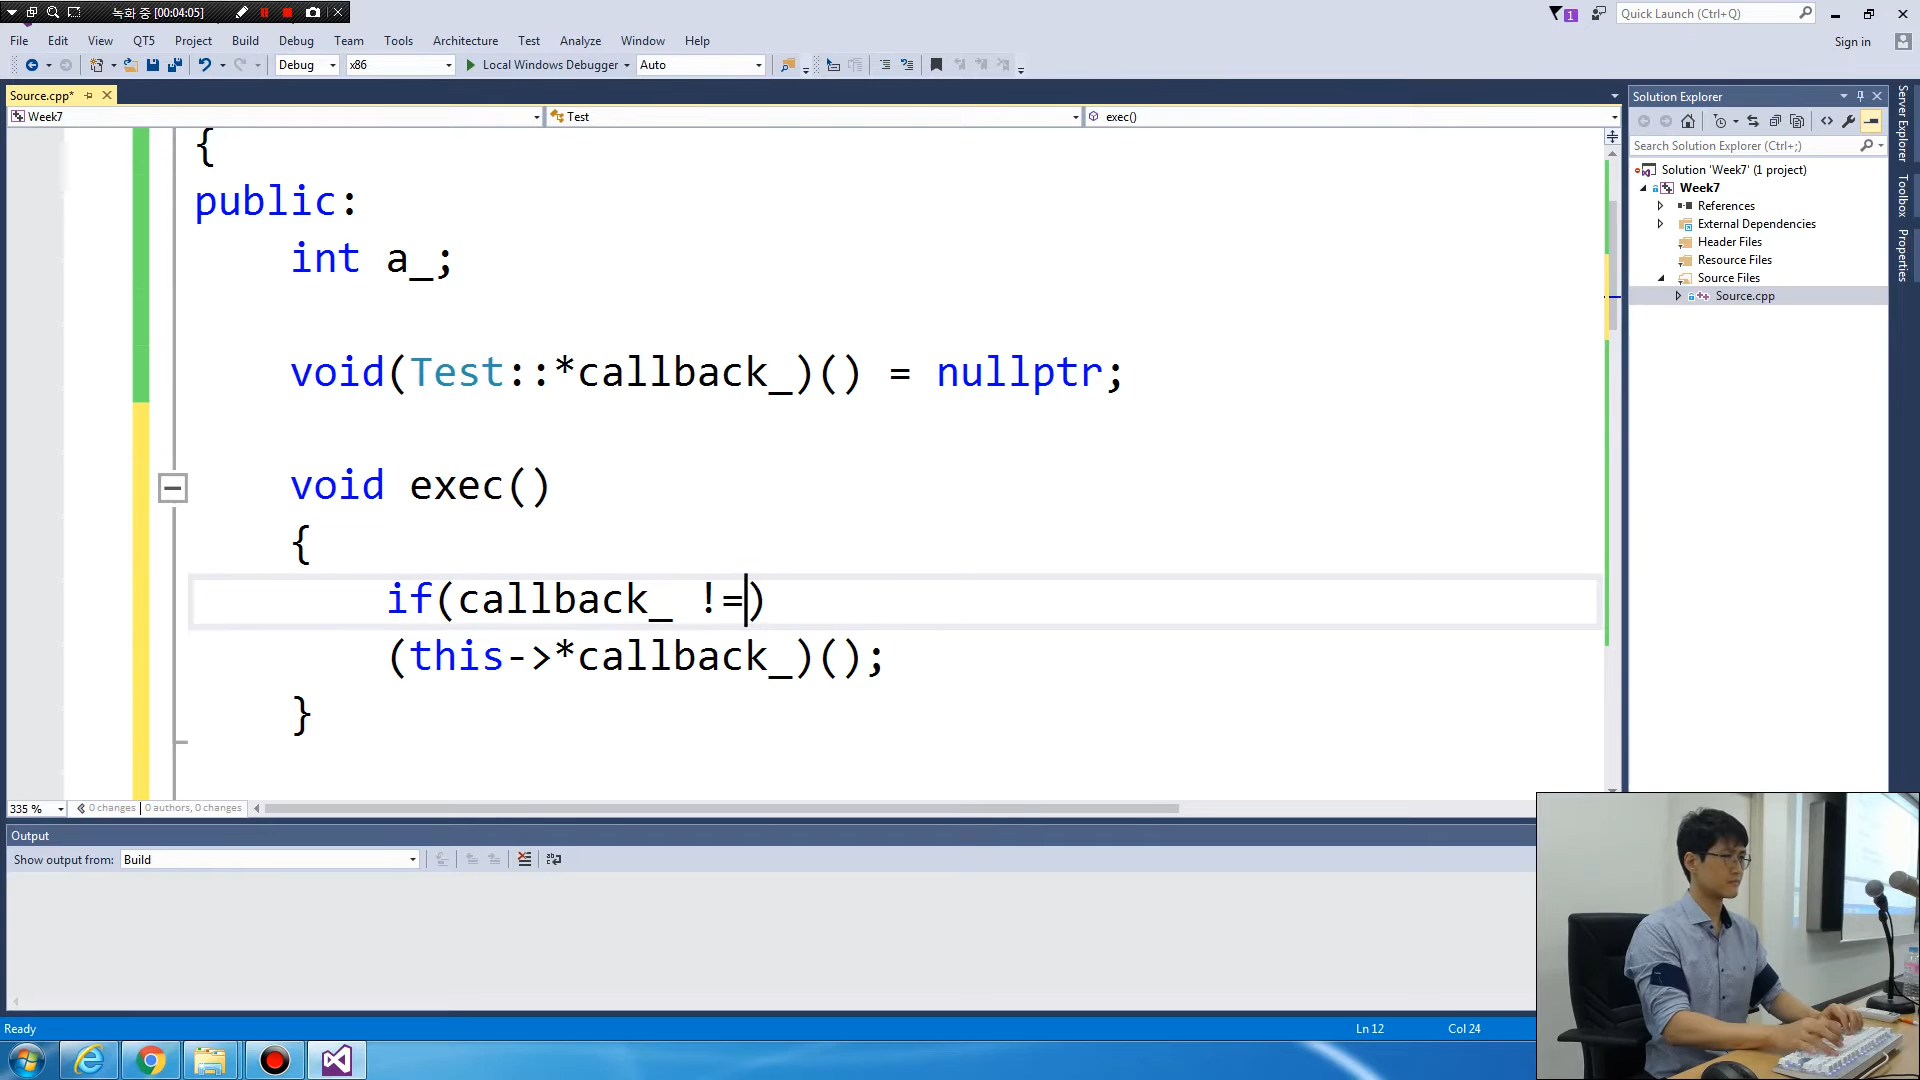 녹화 중 [00:04:05]
1
Quick Launch (Ctrl+Q)
File Edit View QT5 Project Build Debug Team Tools Architecture Test Analyze Window Help
Sign in
Debug x86 Local Windows Debugger Auto
Source.cpp*
Week7 Test exec()
{
public:
int a_;
void(Test::*callback_)() = nullptr;
void exec()
{
if(callback_ !=)
(this->*callback_)();
}
335 % 0 changes 0 authors, 0 changes
Output
Show output from: Build
Ready Ln 12 Col 24
Solution Explorer
Search Solution Explorer (Ctrl+;)
Solution 'Week7' (1 project)
Week7
References
External Dependencies
Header Files
Resource Files
Source Files
Source.cpp
Server Explorer
Toolbox
Properties